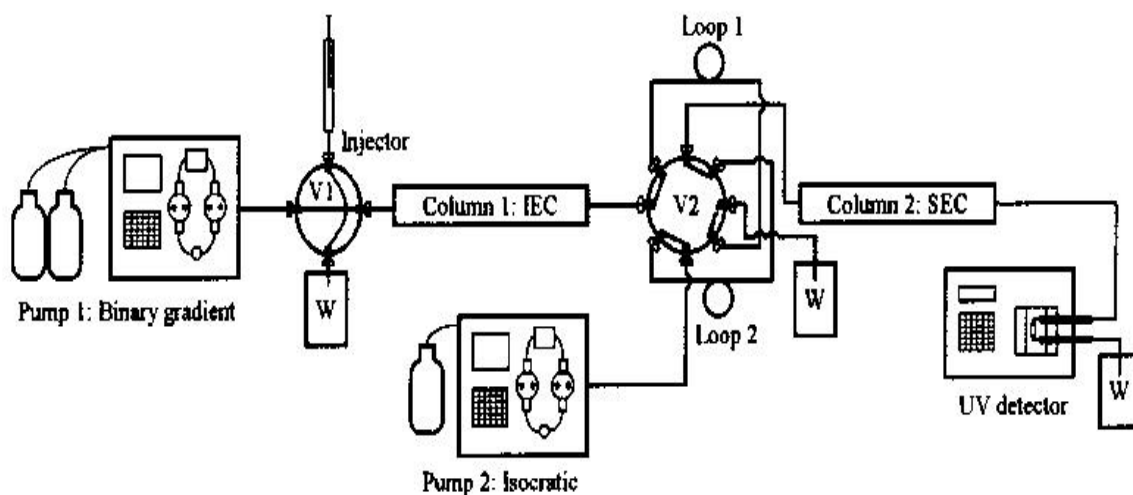 Loop 1
Injector
V1
Column 1: IEC
V2
Column 2: SEC
W
W
Pump 1: Binary gradient
Loop 2
W
UV detector
Pump 2: Isocratic